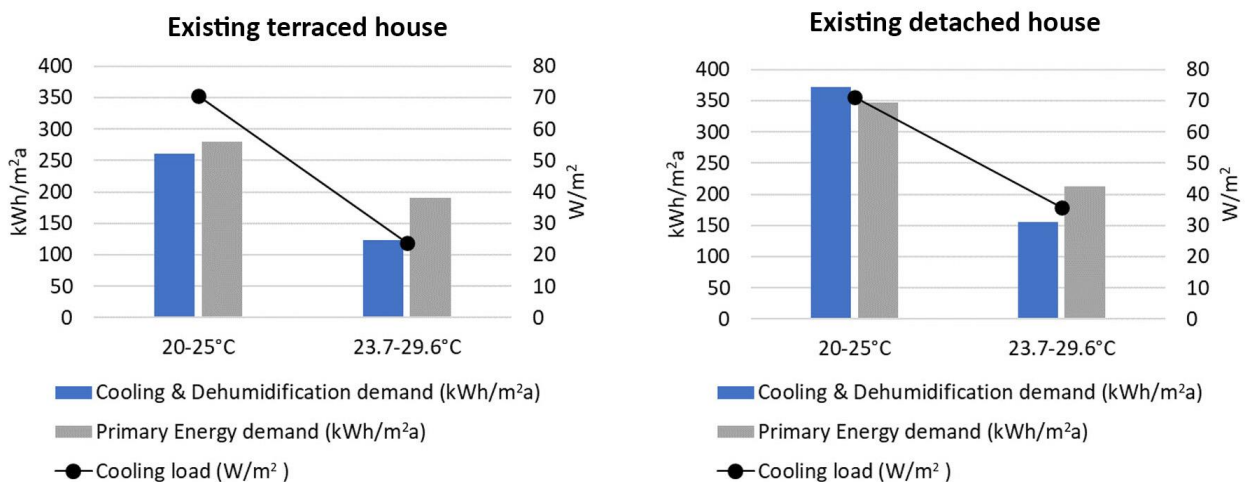 Existing terraced house
400
350
300
250
200
150
100
50
0
kWh/m²a
80
70
60
50
40
30
20
10
0
W/m²
20-25°C
23.7-29.6°C
Cooling & Dehumidification demand (kWh/m²a)
Primary Energy demand (kWh/m²a)
Cooling load (W/m² )
Existing detached house
400
350
300
250
200
150
100
50
0
kWh/m²a
80
70
60
50
40
30
20
10
0
W/m²
20-25°C
23.7-29.6°C
Cooling & Dehumidification demand (kWh/m²a)
Primary Energy demand (kWh/m²a)
Cooling load (W/m² )